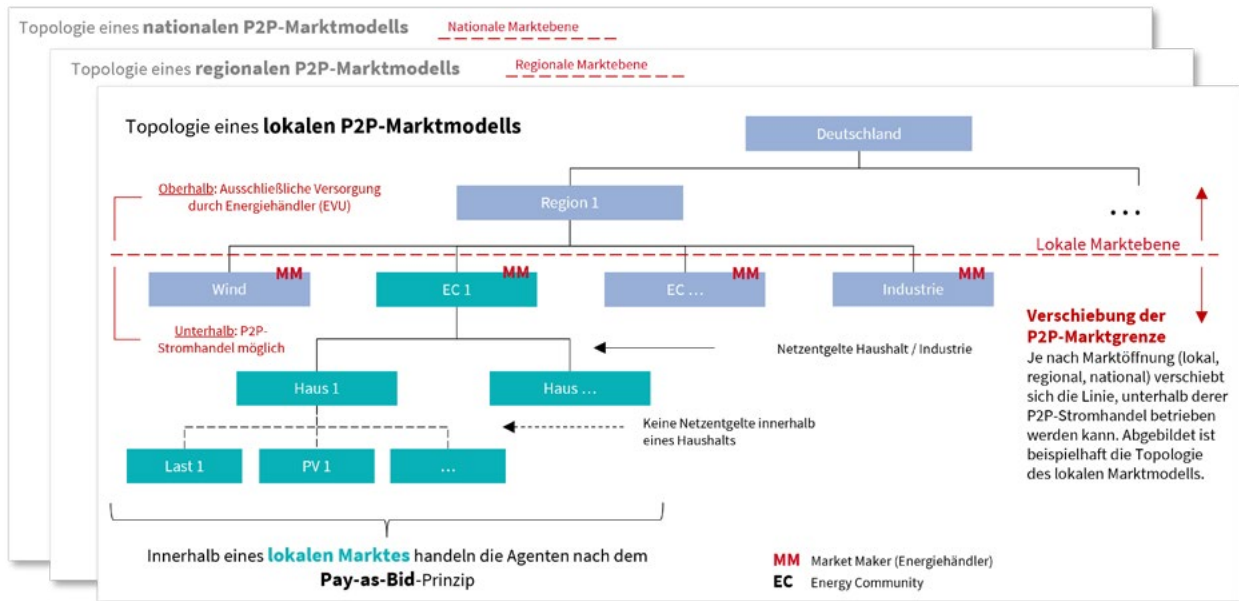 Topologie eines nationalen P2P-Marktmodells
Nationale Marktebene
Topologie eines regionalen P2P-Marktmodells
Regionale Marktebene
Topologie eines lokalen P2P-Marktmodells
Deutschland
Oberhalb: Ausschließliche Versorgung
durch Energiehändler (EVU)
Region 1
...
Lokale Marktebene
MM
MM
MM
MM
Wind
EC 1
EC ...
Industrie
Unterhalb: P2P-
Stromhandel möglich
Netzentgelte Haushalt / Industrie
Verschiebung der
P2P-Marktgrenze
Je nach Marktöffnung (lokal,
regional, national) verschiebt
sich die Linie, unterhalb derer
P2P-Stromhandel betrieben
werden kann. Abgebildet ist
beispielhaft die Topologie
des lokalen Marktmodells.
Haus 1
Haus ...
Keine Netzentgelte innerhalb
eines Haushalts
Last 1
PV 1
...
Innerhalb eines lokalen Marktes handeln die Agenten nach dem
Pay-as-Bid-Prinzip
MM Market Maker (Energiehändler)
EC Energy Community